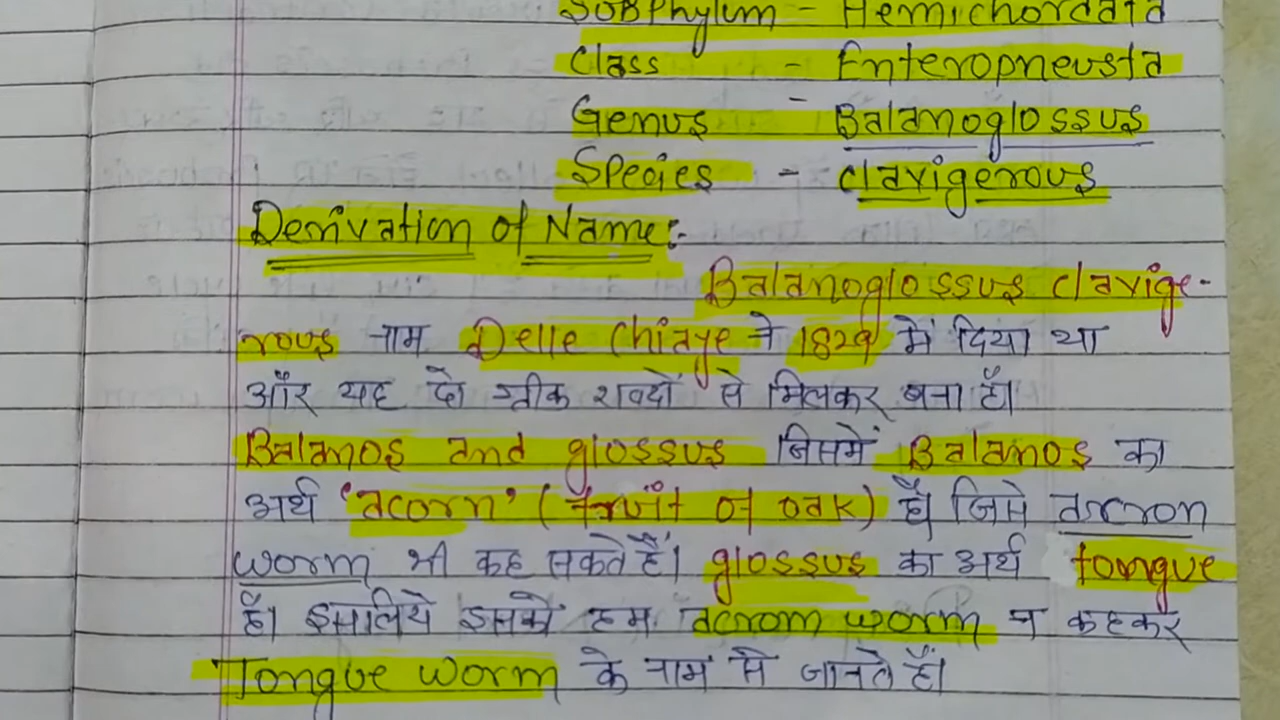 Subphylum - Hemichordata
Class - Enteropneusta
Genus - Balanoglossus
Species - clavigerous
Derivation of Name:-
Balanoglossus clavige-
rous नाम Delle Chiaye ने 1829 में दिया था
और यह दो ग्रीक शब्दों से मिलकर बना है।
Balanos and glossus जिसमें Balanos का
अर्थ 'acorn' (fruit of oak) है जिसे acron
worm भी कह सकते हैं। glossus का अर्थ tongue
है। इसलिये इसको हम acrom worm न कहकर
Tongue worm के नाम से जानते हैं।